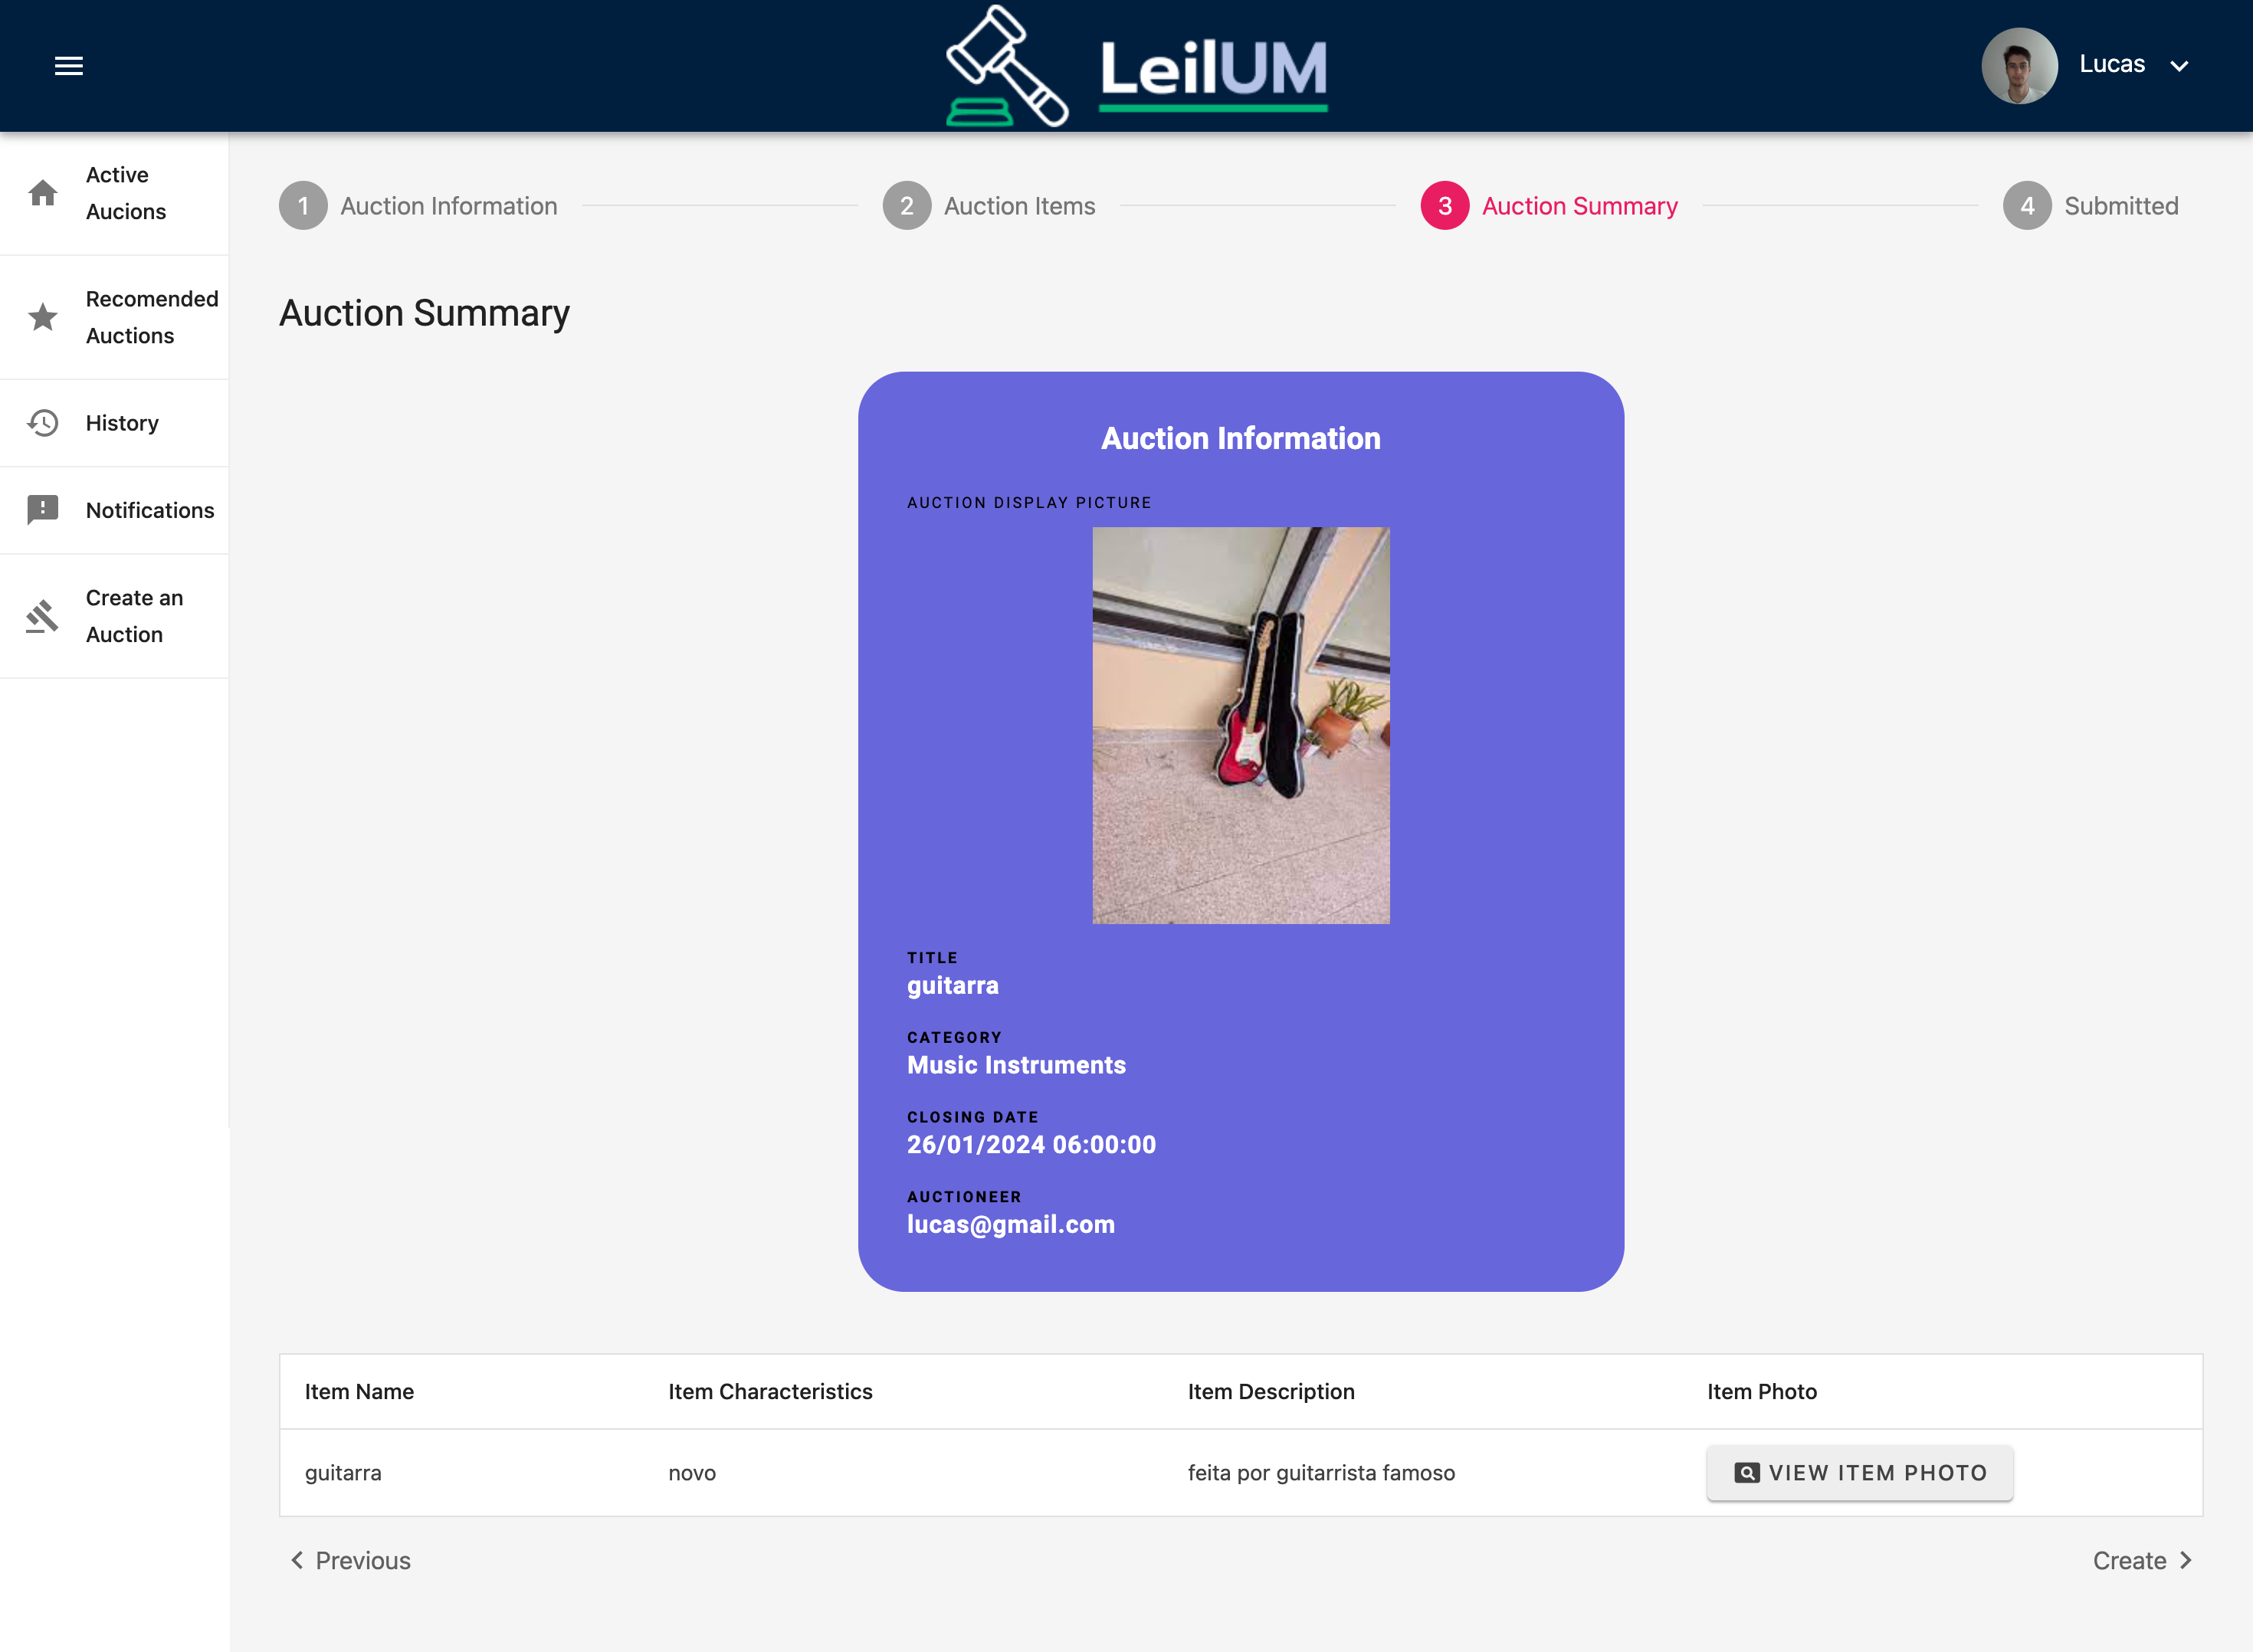 LeilUM
Lucas
Active
Aucions
Recomended
Auctions
History
Notifications
Create an
Auction
1 Auction Information 2 Auction Items 3 Auction Summary 4 Submitted
Auction Summary
Auction Information
AUCTION DISPLAY PICTURE
TITLE
guitarra
CATEGORY
Music Instruments
CLOSING DATE
26/01/2024 06:00:00
AUCTIONEER
lucas@gmail.com
Item Name Item Characteristics Item Description Item Photo
guitarra novo feita por guitarrista famoso VIEW ITEM PHOTO
Previous Create